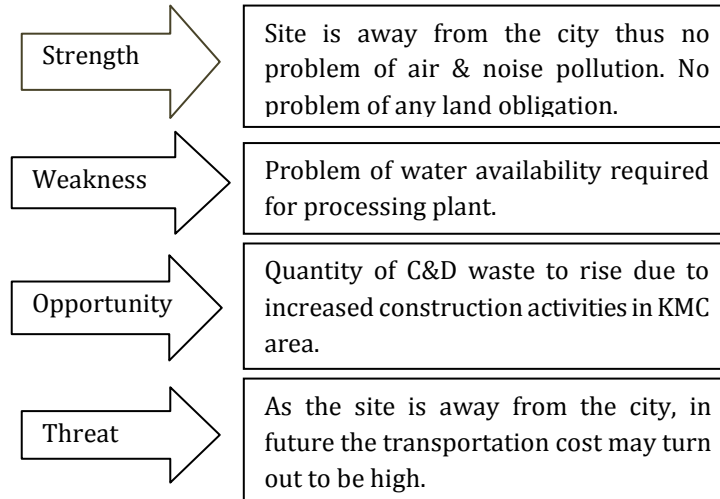 Strength
Site is away from the city thus no
problem of air & noise pollution. No
problem of any land obligation.
Weakness
Problem of water availability required
for processing plant.
Opportunity
Quantity of C&D waste to rise due to
increased construction activities in KMC
area.
Threat
As the site is away from the city, in
future the transportation cost may turn
out to be high.